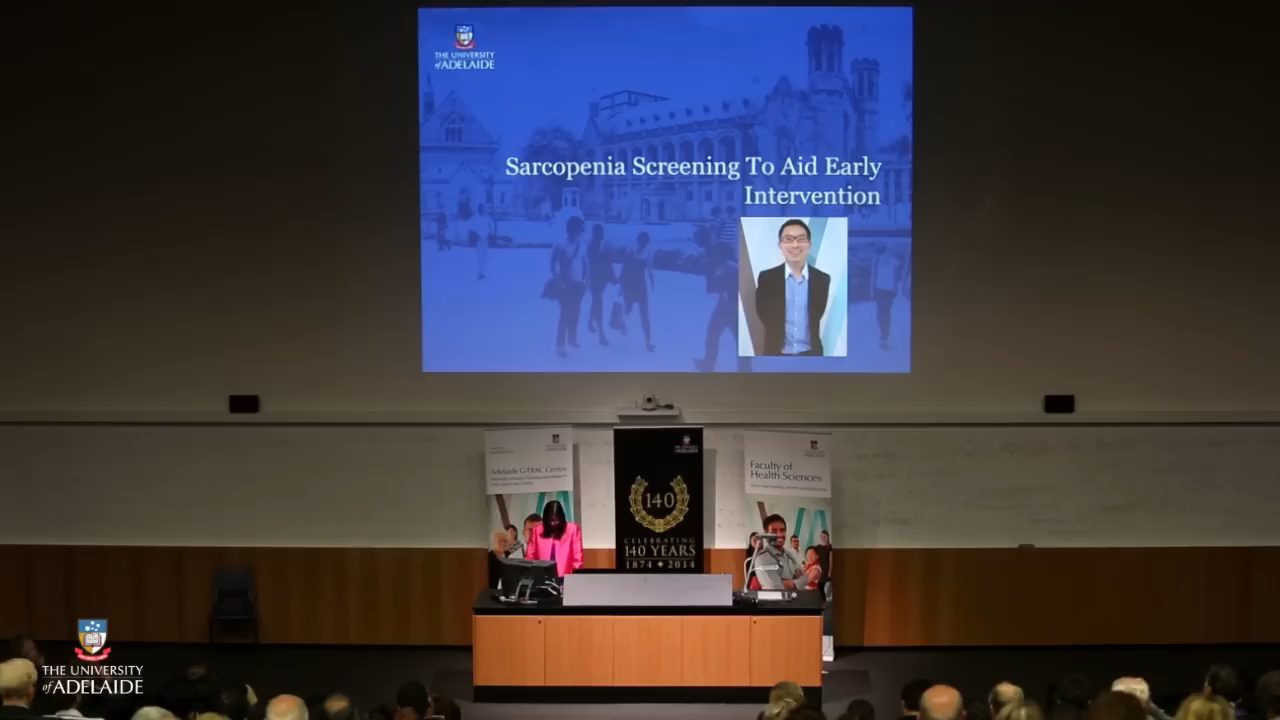 THE UNIVERSITY
of ADELAIDE
Sarcopenia Screening To Aid Early
Intervention
Adelaide G-TRAC Centre
140
CELEBRATING
140 YEARS
1874 ✦ 2014
Faculty of
Health Sciences
THE UNIVERSITY
of ADELAIDE